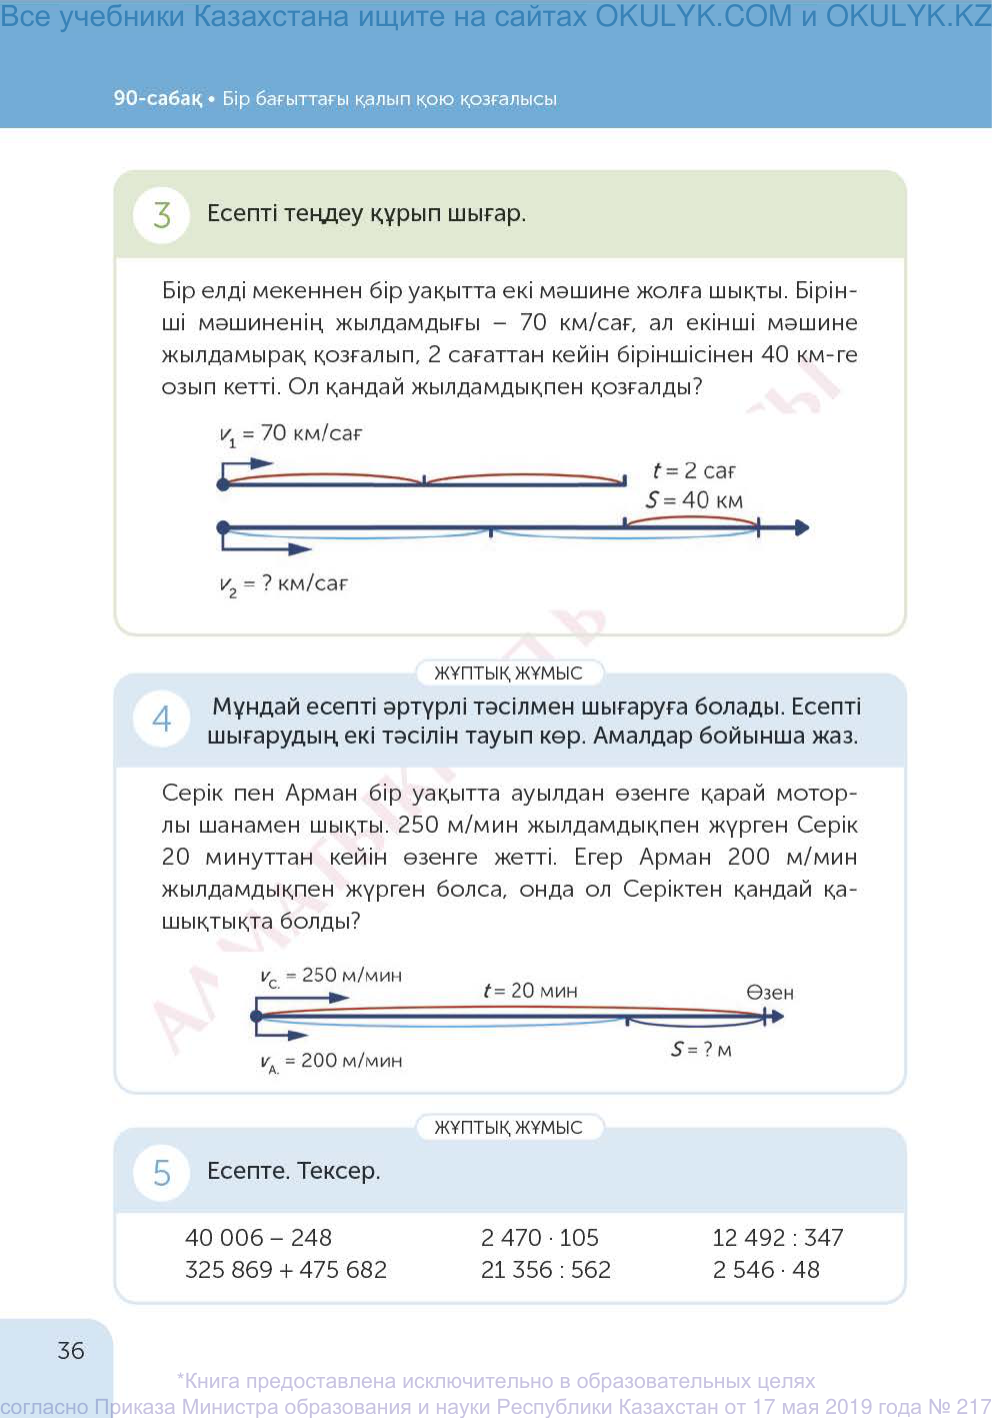 Все учебники Казахстана ищите на сайтах OKULYK.COM и OKULYK.KZ
90-сабақ • Бір бағыттағы қалып қою қозғалысы
3 Есепті теңдеу құрып шығар.
Бір елді мекеннен бір уақытта екі мәшине жолға шықты. Бірін-
ші мәшиненің жылдамдығы – 70 км/сағ, ал екінші мәшине
жылдамырақ қозғалып, 2 сағаттан кейін біріншісінен 40 км-ге
озып кетті. Ол қандай жылдамдықпен қозғалды?
v₁ = 70 км/сағ
t = 2 сағ
S = 40 км
v₂ = ? км/сағ
ЖҰПТЫҚ ЖҰМЫС
4 Мұндай есепті әртүрлі тәсілмен шығаруға болады. Есепті
шығарудың екі тәсілін тауып көр. Амалдар бойынша жаз.
Серік пен Арман бір уақытта ауылдан өзенге қарай мотор-
лы шанамен шықты. 250 м/мин жылдамдықпен жүрген Серік
20 минуттан кейін өзенге жетті. Егер Арман 200 м/мин
жылдамдықпен жүрген болса, онда ол Серіктен қандай қа-
шықтықта болды?
v_С. = 250 м/мин
t = 20 мин
Өзен
S = ? м
v_А. = 200 м/мин
ЖҰПТЫҚ ЖҰМЫС
5 Есепте. Тексер.
40 006 – 248 2 470 · 105 12 492 : 347
325 869 + 475 682 21 356 : 562 2 546 · 48
36
*Книга предоставлена исключительно в образовательных целях
согласно Приказа Министра образования и науки Республики Казахстан от 17 мая 2019 года № 217